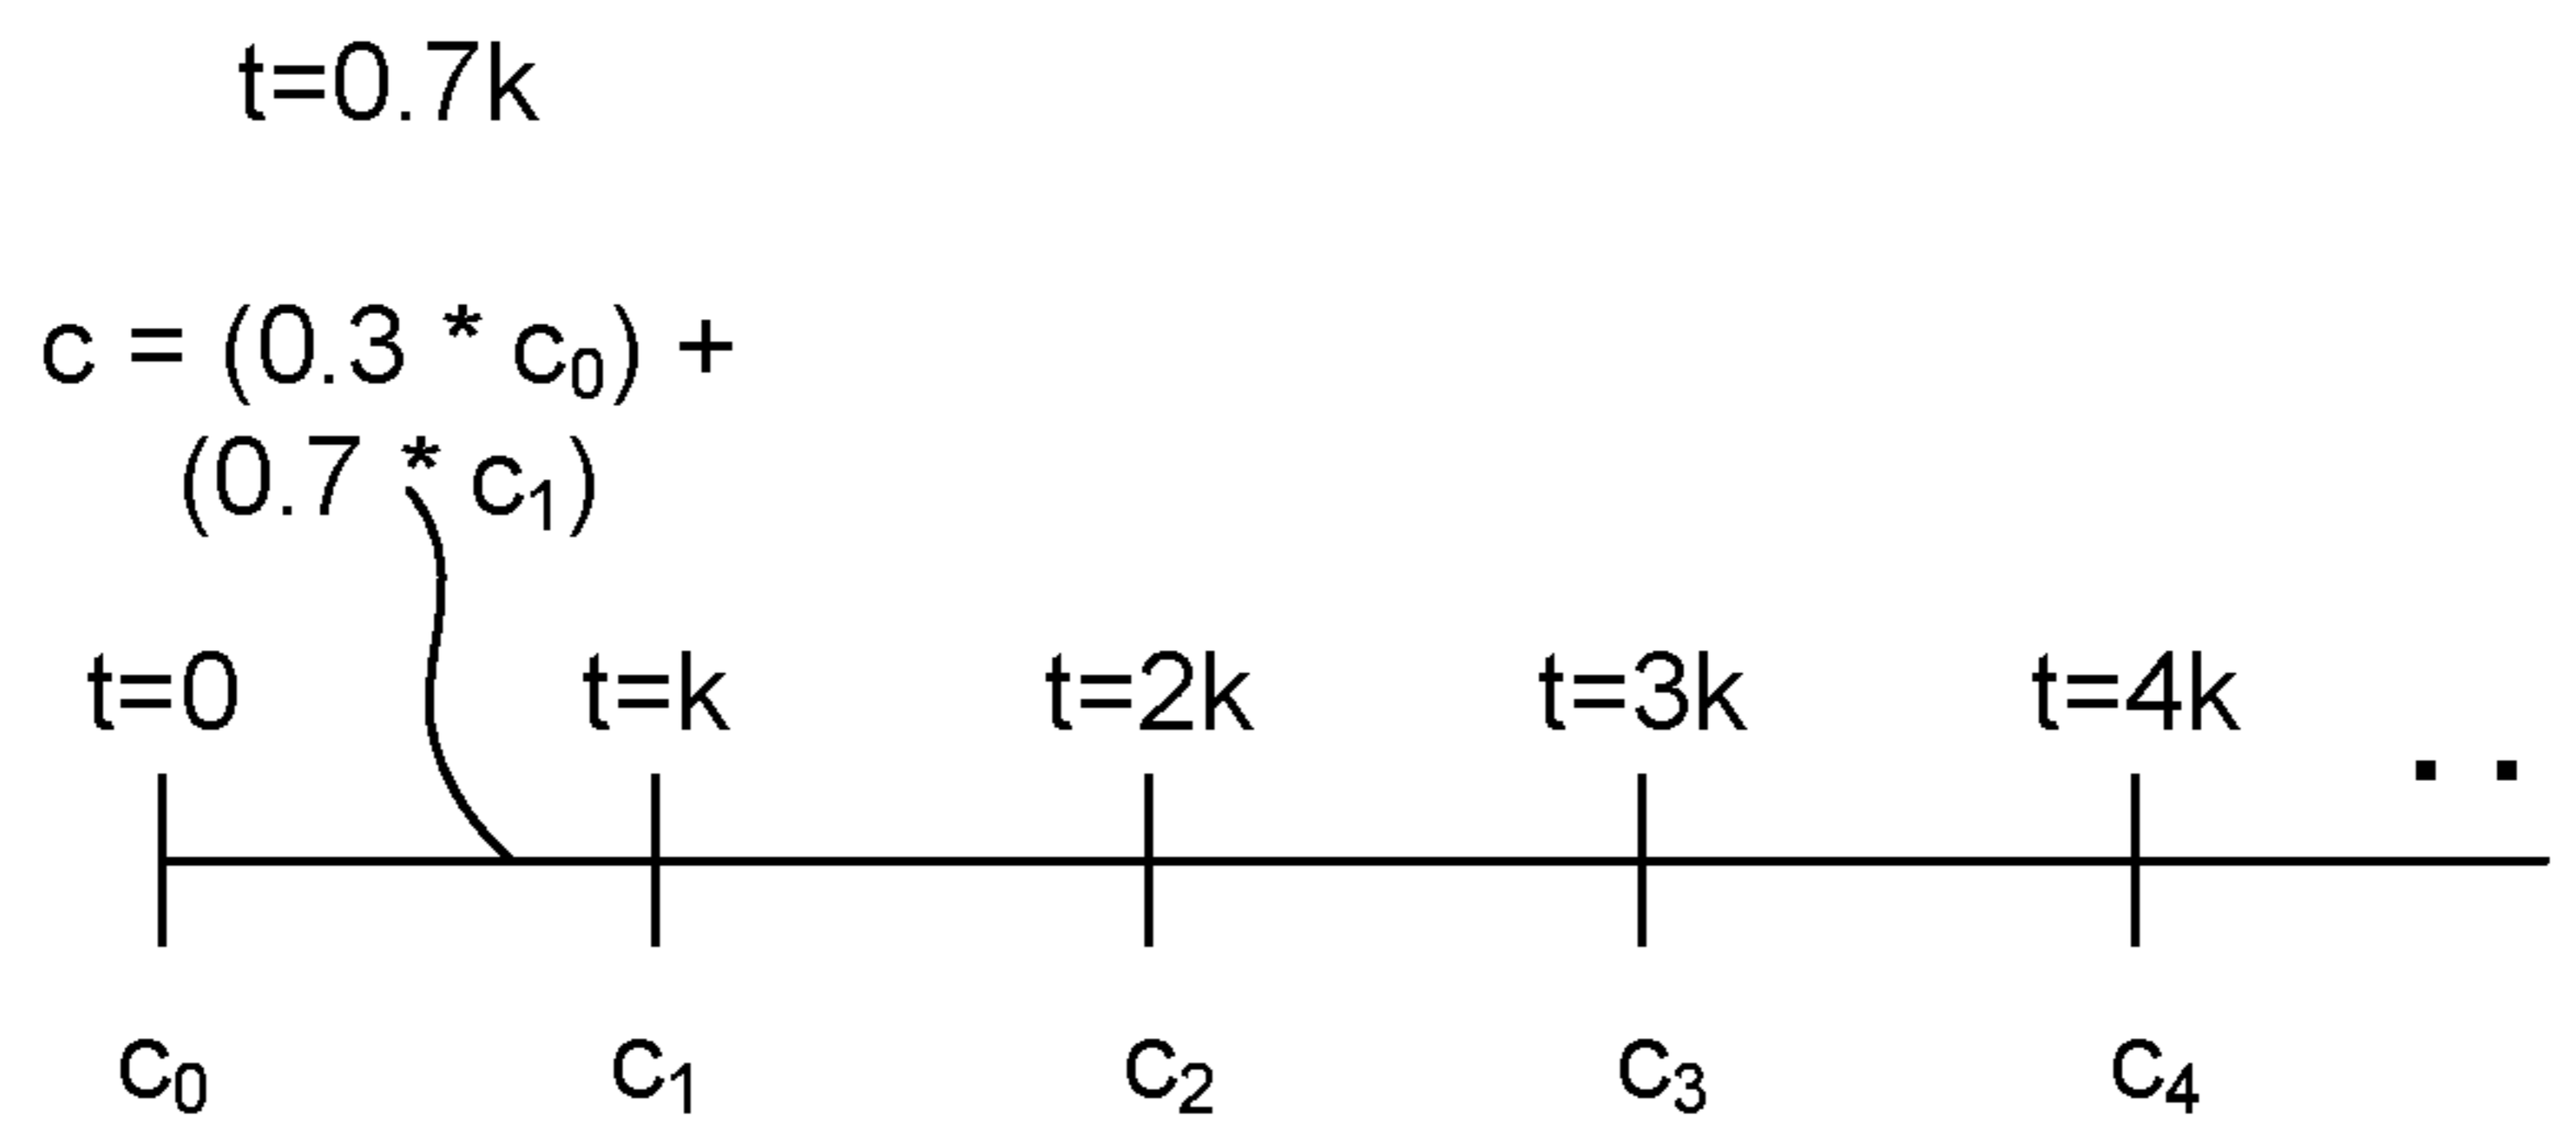 t=0.7k
c = (0.3 * c₀) +
(0.7 * c₁)
t=0 t=k t=2k t=3k t=4k
. .
c₀ c₁ c₂ c₃ c₄